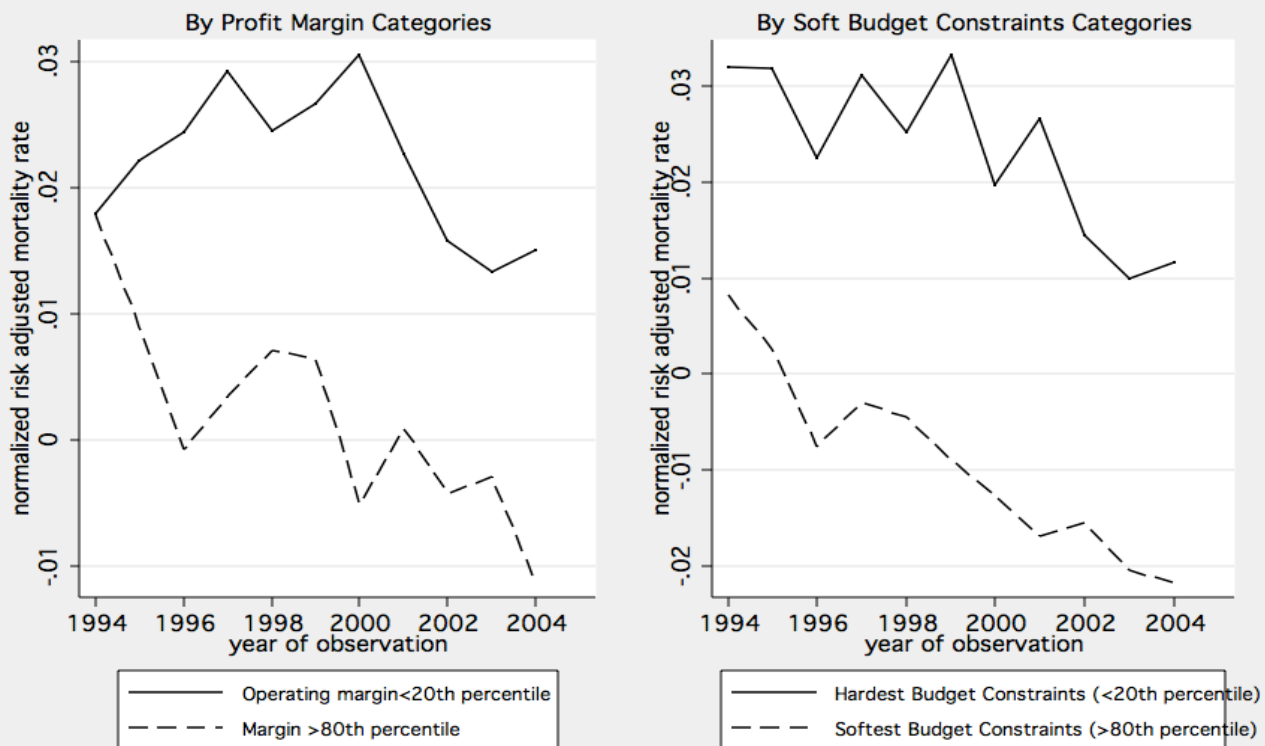 By Profit Margin Categories
normalized risk adjusted mortality rate
.03
.02
.01
0
-.01
1994 1996 1998 2000 2002 2004
year of observation
Operating margin<20th percentile
Margin >80th percentile
By Soft Budget Constraints Categories
normalized risk adjusted mortality rate
.03
.02
.01
0
-.01
-.02
1994 1996 1998 2000 2002 2004
year of observation
Hardest Budget Constraints (<20th percentile)
Softest Budget Constraints (>80th percentile)